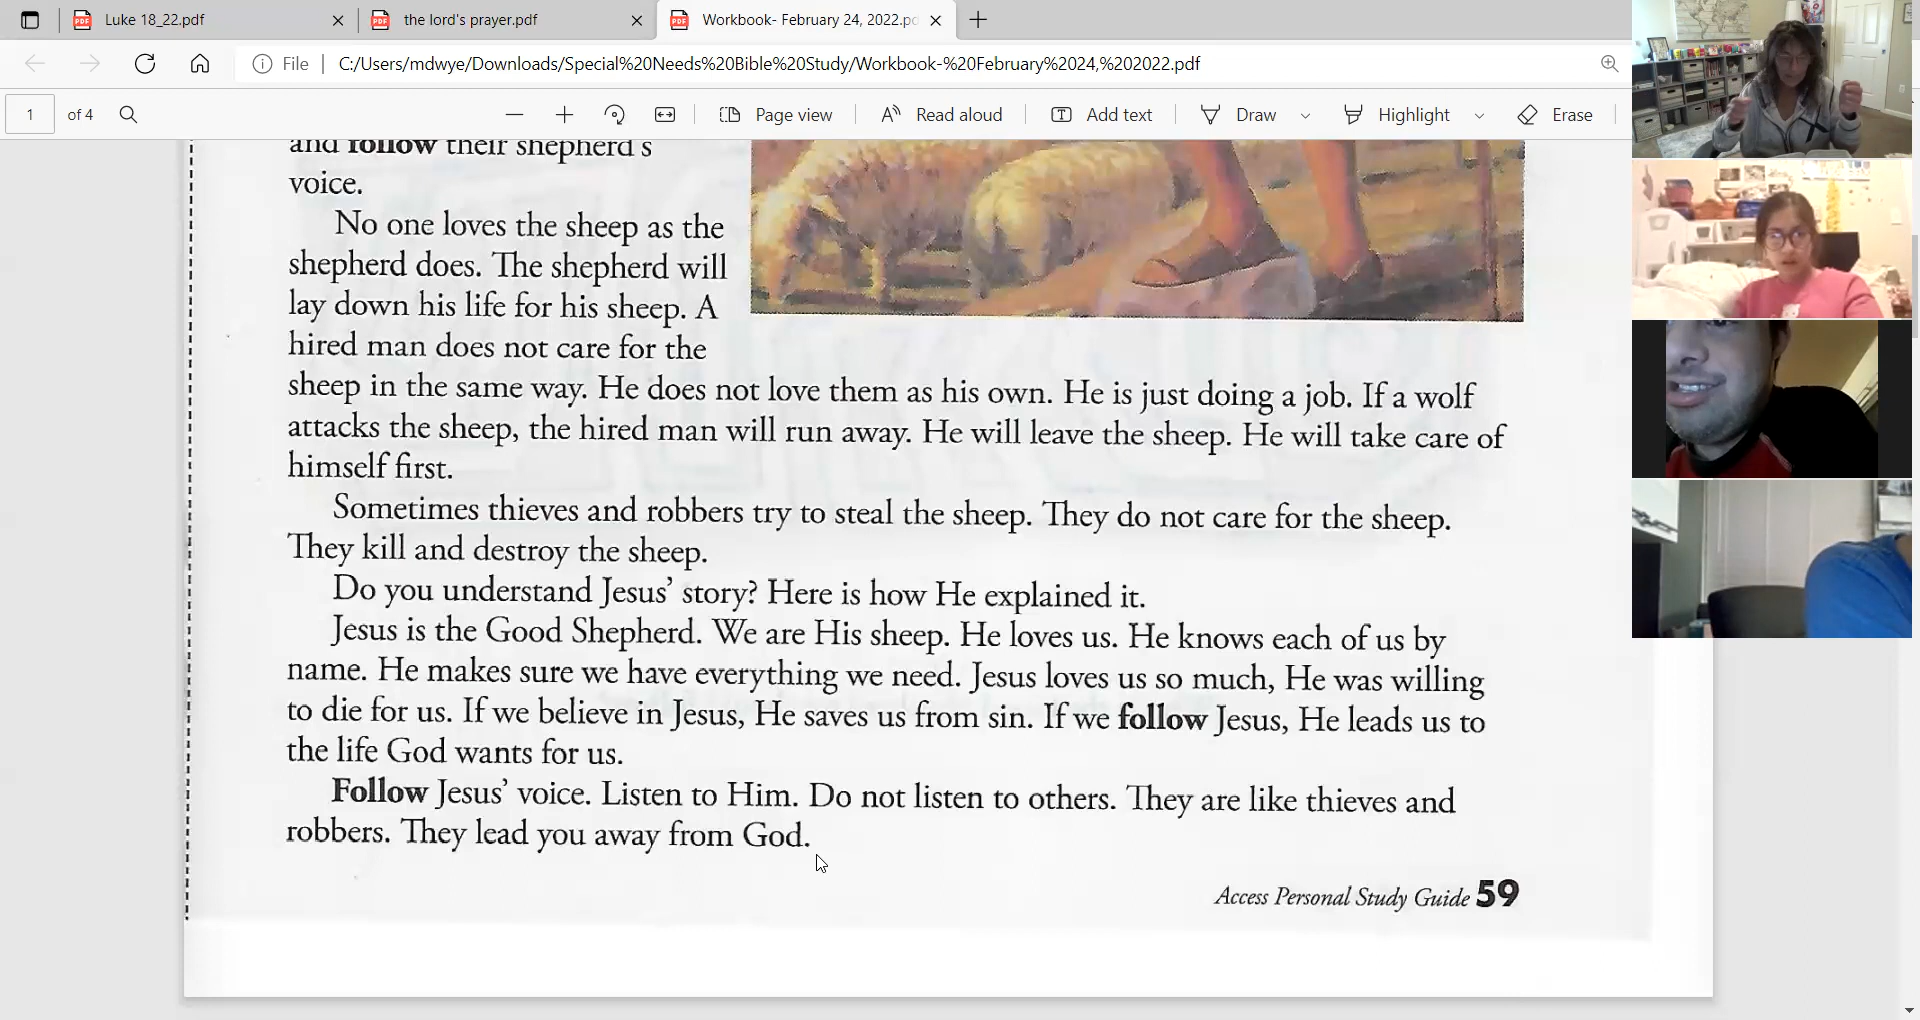 Luke 18_22.pdf
the lord's prayer.pdf
Workbook- February 24, 2022.pd
File
C:/Users/mdwye/Downloads/Special%20Needs%20Bible%20Study/Workbook-%20February%2024,%202022.pdf
1 of 4
Page view
Read aloud
Add text
Draw
Highlight
Erase
and follow their shepherd's
voice.
No one loves the sheep as the
shepherd does. The shepherd will
lay down his life for his sheep. A
hired man does not care for the
sheep in the same way. He does not love them as his own. He is just doing a job. If a wolf
attacks the sheep, the hired man will run away. He will leave the sheep. He will take care of
himself first.
Sometimes thieves and robbers try to steal the sheep. They do not care for the sheep.
They kill and destroy the sheep.
Do you understand Jesus' story? Here is how He explained it.
Jesus is the Good Shepherd. We are His sheep. He loves us. He knows each of us by
name. He makes sure we have everything we need. Jesus loves us so much, He was willing
to die for us. If we believe in Jesus, He saves us from sin. If we follow Jesus, He leads us to
the life God wants for us.
Follow Jesus' voice. Listen to Him. Do not listen to others. They are like thieves and
robbers. They lead you away from God.
Access Personal Study Guide 59